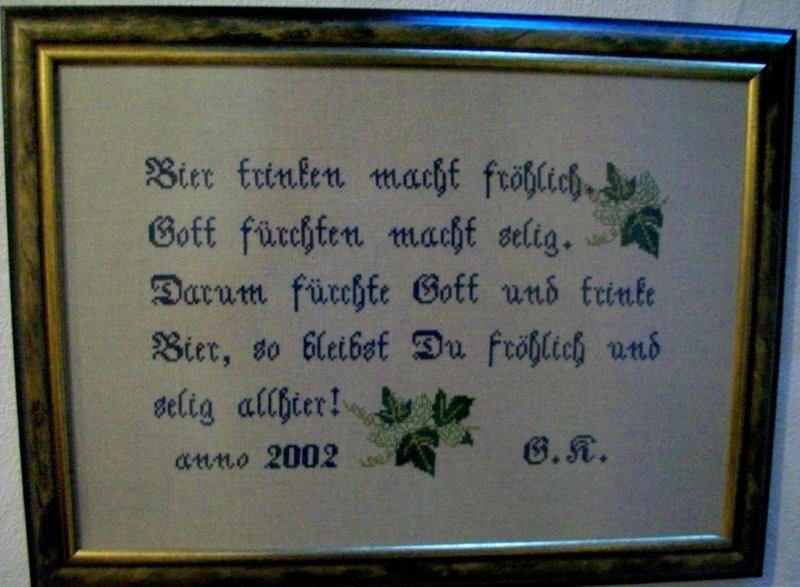 Bier trinken macht fröhlich.
Gott fürchten macht selig.
Darum fürchte Gott und trinke
Bier, so bleibst Du fröhlich und
selig allhier!
anno 2002 G.K.